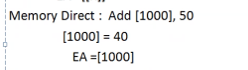 Memory Direct : Add [1000], 50
[1000] = 40
EA =[1000]